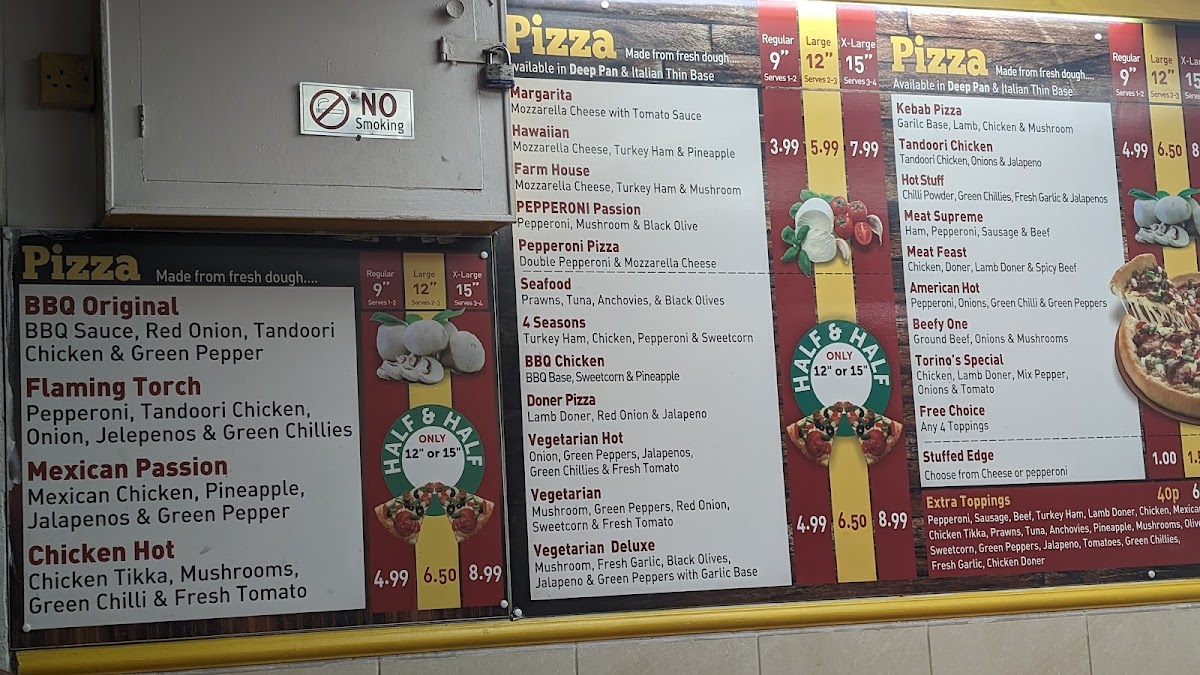 NO
Smoking
Pizza Made from fresh dough....
Regular Large X-Large
9" 12" 15"
Serves 1-2 Serves 2-3 Serves 3-4
BBQ Original
BBQ Sauce, Red Onion, Tandoori
Chicken & Green Pepper
Flaming Torch
Pepperoni, Tandoori Chicken,
Onion, Jelepenos & Green Chillies
Mexican Passion
Mexican Chicken, Pineapple,
Jalapenos & Green Pepper
Chicken Hot
Chicken Tikka, Mushrooms,
Green Chilli & Fresh Tomato
HALF & HALF
ONLY
12" or 15"
4.99 6.50 8.99
Pizza Made from fresh dough....
Available in Deep Pan & Italian Thin Base
Regular Large X-Large
9" 12" 15"
Serves 1-2 Serves 2-3 Serves 3-4
Margarita
Mozzarella Cheese with Tomato Sauce
Hawaiian
Mozzarella Cheese, Turkey Ham & Pineapple
3.99 5.99 7.99
Farm House
Mozzarella Cheese, Turkey Ham & Mushroom
PEPPERONI Passion
Pepperoni, Mushroom & Black Olive
Pepperoni Pizza
Double Pepperoni & Mozzarella Cheese
Seafood
Prawns, Tuna, Anchovies, & Black Olives
4 Seasons
Turkey Ham, Chicken, Pepperoni & Sweetcorn
BBQ Chicken
BBQ Base, Sweetcorn & Pineapple
Doner Pizza
Lamb Doner, Red Onion & Jalapeno
Vegetarian Hot
Onion, Green Peppers, Jalapenos,
Green Chillies & Fresh Tomato
Vegetarian
Mushroom, Green Peppers, Red Onion,
Sweetcorn & Fresh Tomato
Vegetarian Deluxe
Mushroom, Fresh Garlic, Black Olives,
Jalapeno & Green Peppers with Garlic Base
HALF & HALF
ONLY
12" or 15"
4.99 6.50 8.99
Pizza Made from fresh dough....
Available in Deep Pan & Italian Thin Base
Regular Large
9" 12" 15
Serves 1-2 Serves 2-3
Kebab Pizza
Garilc Base, Lamb, Chicken & Mushroom
Tandoori Chicken
Tandoori Chicken, Onions & Jalapeno
4.99 6.50 8
Hot Stuff
Chilli Powder, Green Chillies, Fresh Garlic & Jalapenos
Meat Supreme
Ham, Pepperoni, Sausage & Beef
Meat Feast
Chicken, Doner, Lamb Doner & Spicy Beef
American Hot
Pepperoni, Onions, Green Chilli & Green Peppers
Beefy One
Ground Beef, Onions & Mushrooms
Torino's Special
Chicken, Lamb Doner, Mix Pepper,
Onions & Tomato
Free Choice
Any 4 Toppings
Stuffed Edge
Choose from Cheese or pepperoni
1.00 1.5
Extra Toppings 40p 6
Pepperoni, Sausage, Beef, Turkey Ham, Lamb Doner, Chicken, Mexican
Chicken Tikka, Prawns, Tuna, Anchovies, Pineapple, Mushrooms, Olive
Sweetcorn, Green Peppers, Jalapeno, Tomatoes, Green Chillies,
Fresh Garlic, Chicken Doner